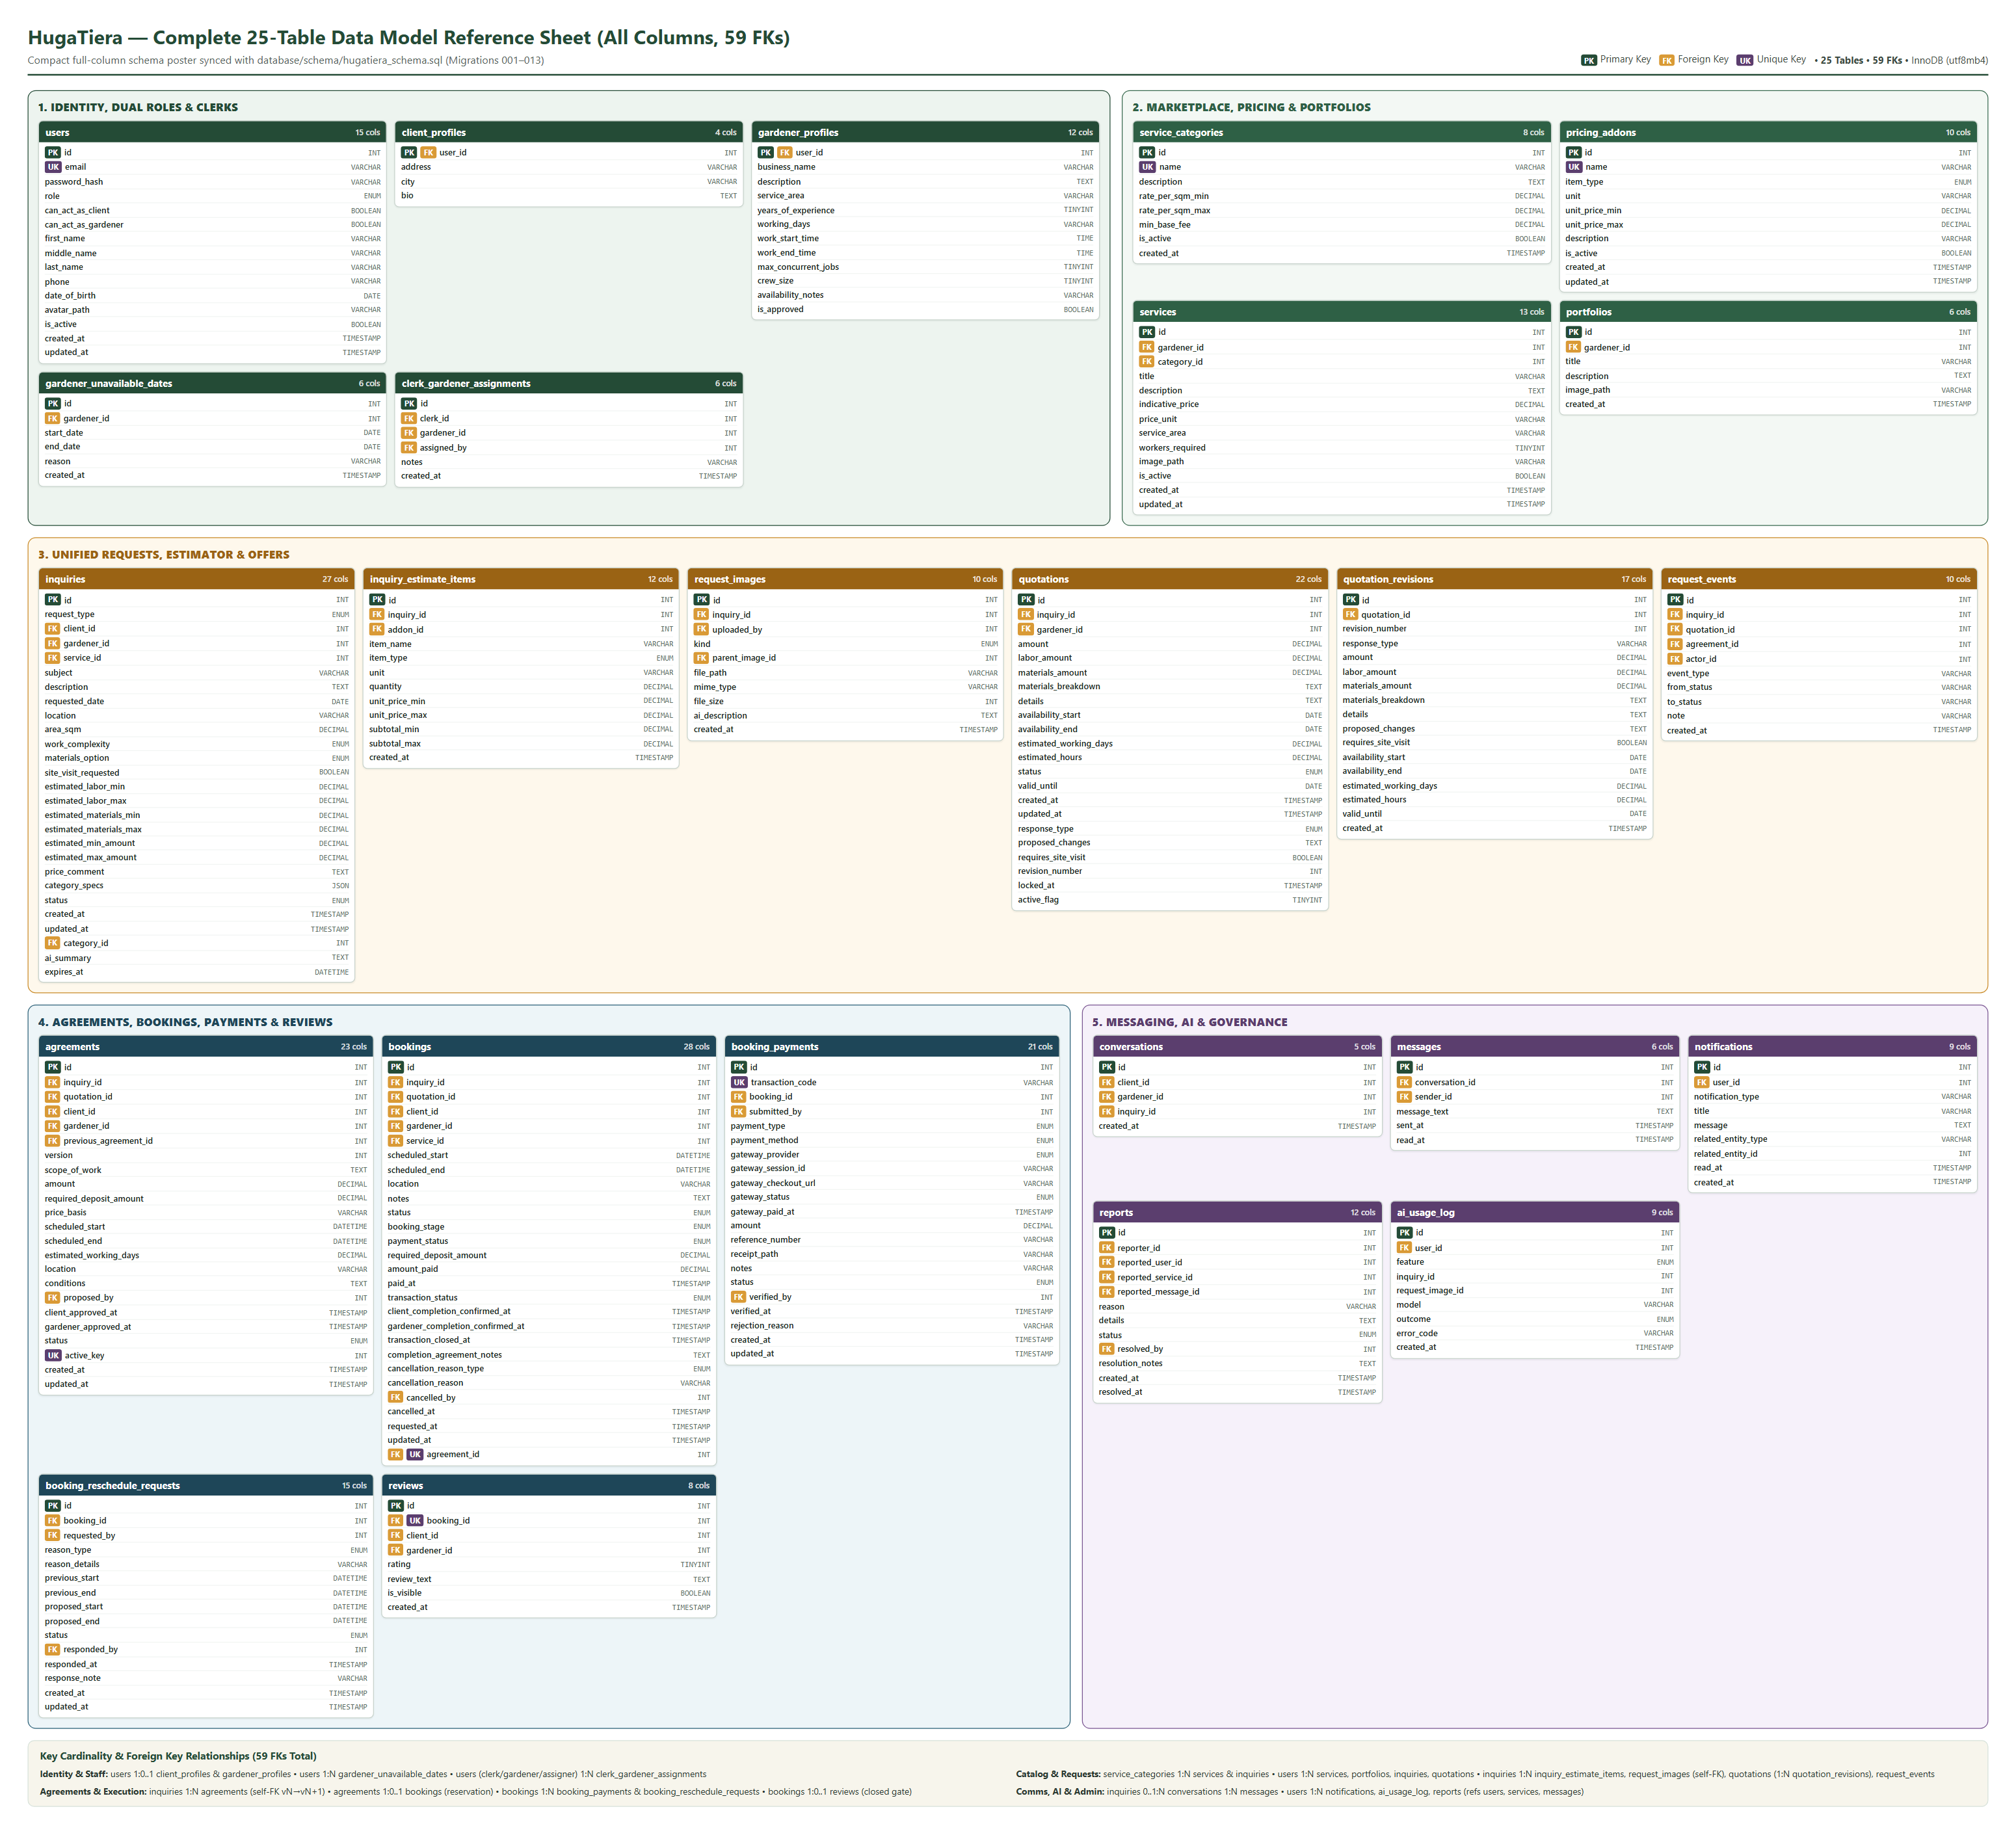 HugaTiera — Complete 25-Table Data Model Reference Sheet (All Columns, 59 FKs)
Compact full-column schema poster synced with database/schema/hugatiera_schema.sql (Migrations 001–013)
PK Primary Key FK Foreign Key UK Unique Key • 25 Tables • 59 FKs • InnoDB (utf8mb4)
1. IDENTITY, DUAL ROLES & CLERKS
users 15 cols
PK id INT
UK email VARCHAR
password_hash VARCHAR
role ENUM
can_act_as_client BOOLEAN
can_act_as_gardener BOOLEAN
first_name VARCHAR
middle_name VARCHAR
last_name VARCHAR
phone VARCHAR
date_of_birth DATE
avatar_path VARCHAR
is_active BOOLEAN
created_at TIMESTAMP
updated_at TIMESTAMP
client_profiles 4 cols
PK FK user_id INT
address VARCHAR
city VARCHAR
bio TEXT
gardener_profiles 12 cols
PK FK user_id INT
business_name VARCHAR
description TEXT
service_area VARCHAR
years_of_experience TINYINT
working_days VARCHAR
work_start_time TIME
work_end_time TIME
max_concurrent_jobs TINYINT
crew_size TINYINT
availability_notes VARCHAR
is_approved BOOLEAN
gardener_unavailable_dates 6 cols
PK id INT
FK gardener_id INT
start_date DATE
end_date DATE
reason VARCHAR
created_at TIMESTAMP
clerk_gardener_assignments 6 cols
PK id INT
FK clerk_id INT
FK gardener_id INT
FK assigned_by INT
notes VARCHAR
created_at TIMESTAMP
2. MARKETPLACE, PRICING & PORTFOLIOS
service_categories 8 cols
PK id INT
UK name VARCHAR
description TEXT
rate_per_sqm_min DECIMAL
rate_per_sqm_max DECIMAL
min_base_fee DECIMAL
is_active BOOLEAN
created_at TIMESTAMP
pricing_addons 10 cols
PK id INT
UK name VARCHAR
item_type ENUM
unit VARCHAR
unit_price_min DECIMAL
unit_price_max DECIMAL
description VARCHAR
is_active BOOLEAN
created_at TIMESTAMP
updated_at TIMESTAMP
services 13 cols
PK id INT
FK gardener_id INT
FK category_id INT
title VARCHAR
description TEXT
indicative_price DECIMAL
price_unit VARCHAR
service_area VARCHAR
workers_required TINYINT
image_path VARCHAR
is_active BOOLEAN
created_at TIMESTAMP
updated_at TIMESTAMP
portfolios 6 cols
PK id INT
FK gardener_id INT
title VARCHAR
description TEXT
image_path VARCHAR
created_at TIMESTAMP
3. UNIFIED REQUESTS, ESTIMATOR & OFFERS
inquiries 27 cols
PK id INT
request_type ENUM
FK client_id INT
FK gardener_id INT
FK service_id INT
subject VARCHAR
description TEXT
requested_date DATE
location VARCHAR
area_sqm DECIMAL
work_complexity ENUM
materials_option ENUM
site_visit_requested BOOLEAN
estimated_labor_min DECIMAL
estimated_labor_max DECIMAL
estimated_materials_min DECIMAL
estimated_materials_max DECIMAL
estimated_min_amount DECIMAL
estimated_max_amount DECIMAL
price_comment TEXT
category_specs JSON
status ENUM
created_at TIMESTAMP
updated_at TIMESTAMP
FK category_id INT
ai_summary TEXT
expires_at DATETIME
inquiry_estimate_items 12 cols
PK id INT
FK inquiry_id INT
FK addon_id INT
item_name VARCHAR
item_type ENUM
unit VARCHAR
quantity DECIMAL
unit_price_min DECIMAL
unit_price_max DECIMAL
subtotal_min DECIMAL
subtotal_max DECIMAL
created_at TIMESTAMP
request_images 10 cols
PK id INT
FK inquiry_id INT
FK uploaded_by INT
kind ENUM
FK parent_image_id INT
file_path VARCHAR
mime_type VARCHAR
file_size INT
ai_description TEXT
created_at TIMESTAMP
quotations 22 cols
PK id INT
FK inquiry_id INT
FK gardener_id INT
amount DECIMAL
labor_amount DECIMAL
materials_amount DECIMAL
materials_breakdown TEXT
details TEXT
availability_start DATE
availability_end DATE
estimated_working_days DECIMAL
estimated_hours DECIMAL
status ENUM
valid_until DATE
created_at TIMESTAMP
updated_at TIMESTAMP
response_type ENUM
proposed_changes TEXT
requires_site_visit BOOLEAN
revision_number INT
locked_at TIMESTAMP
active_flag TINYINT
quotation_revisions 17 cols
PK id INT
FK quotation_id INT
revision_number INT
response_type VARCHAR
amount DECIMAL
labor_amount DECIMAL
materials_amount DECIMAL
materials_breakdown TEXT
details TEXT
proposed_changes TEXT
requires_site_visit BOOLEAN
availability_start DATE
availability_end DATE
estimated_working_days DECIMAL
estimated_hours DECIMAL
valid_until DATE
created_at TIMESTAMP
request_events 10 cols
PK id INT
FK inquiry_id INT
FK quotation_id INT
FK agreement_id INT
FK actor_id INT
event_type VARCHAR
from_status VARCHAR
to_status VARCHAR
note VARCHAR
created_at TIMESTAMP
4. AGREEMENTS, BOOKINGS, PAYMENTS & REVIEWS
agreements 23 cols
PK id INT
FK inquiry_id INT
FK quotation_id INT
FK client_id INT
FK gardener_id INT
FK previous_agreement_id INT
version INT
scope_of_work TEXT
amount DECIMAL
required_deposit_amount DECIMAL
price_basis VARCHAR
scheduled_start DATETIME
scheduled_end DATETIME
estimated_working_days DECIMAL
location VARCHAR
conditions TEXT
FK proposed_by INT
client_approved_at TIMESTAMP
gardener_approved_at TIMESTAMP
status ENUM
UK active_key INT
created_at TIMESTAMP
updated_at TIMESTAMP
bookings 28 cols
PK id INT
FK inquiry_id INT
FK quotation_id INT
FK client_id INT
FK gardener_id INT
FK service_id INT
scheduled_start DATETIME
scheduled_end DATETIME
location VARCHAR
notes TEXT
status ENUM
booking_stage ENUM
payment_status ENUM
required_deposit_amount DECIMAL
amount_paid DECIMAL
paid_at TIMESTAMP
transaction_status ENUM
client_completion_confirmed_at TIMESTAMP
gardener_completion_confirmed_at TIMESTAMP
transaction_closed_at TIMESTAMP
completion_agreement_notes TEXT
cancellation_reason_type ENUM
cancellation_reason VARCHAR
FK cancelled_by INT
cancelled_at TIMESTAMP
requested_at TIMESTAMP
updated_at TIMESTAMP
FK UK agreement_id INT
booking_payments 21 cols
PK id INT
UK transaction_code VARCHAR
FK booking_id INT
FK submitted_by INT
payment_type ENUM
payment_method ENUM
gateway_provider ENUM
gateway_session_id VARCHAR
gateway_checkout_url VARCHAR
gateway_status ENUM
gateway_paid_at TIMESTAMP
amount DECIMAL
reference_number VARCHAR
receipt_path VARCHAR
notes VARCHAR
status ENUM
FK verified_by INT
verified_at TIMESTAMP
rejection_reason VARCHAR
created_at TIMESTAMP
updated_at TIMESTAMP
booking_reschedule_requests 15 cols
PK id INT
FK booking_id INT
FK requested_by INT
reason_type ENUM
reason_details VARCHAR
previous_start DATETIME
previous_end DATETIME
proposed_start DATETIME
proposed_end DATETIME
status ENUM
FK responded_by INT
responded_at TIMESTAMP
response_note VARCHAR
created_at TIMESTAMP
updated_at TIMESTAMP
reviews 8 cols
PK id INT
FK UK booking_id INT
FK client_id INT
FK gardener_id INT
rating TINYINT
review_text TEXT
is_visible BOOLEAN
created_at TIMESTAMP
5. MESSAGING, AI & GOVERNANCE
conversations 5 cols
PK id INT
FK client_id INT
FK gardener_id INT
FK inquiry_id INT
created_at TIMESTAMP
messages 6 cols
PK id INT
FK conversation_id INT
FK sender_id INT
message_text TEXT
sent_at TIMESTAMP
read_at TIMESTAMP
notifications 9 cols
PK id INT
FK user_id INT
notification_type VARCHAR
title VARCHAR
message TEXT
related_entity_type VARCHAR
related_entity_id INT
read_at TIMESTAMP
created_at TIMESTAMP
reports 12 cols
PK id INT
FK reporter_id INT
FK reported_user_id INT
FK reported_service_id INT
FK reported_message_id INT
reason VARCHAR
details TEXT
status ENUM
FK resolved_by INT
resolution_notes TEXT
created_at TIMESTAMP
resolved_at TIMESTAMP
ai_usage_log 9 cols
PK id INT
FK user_id INT
feature ENUM
inquiry_id INT
request_image_id INT
model VARCHAR
outcome ENUM
error_code VARCHAR
created_at TIMESTAMP
Key Cardinality & Foreign Key Relationships (59 FKs Total)
Identity & Staff: users 1:0..1 client_profiles & gardener_profiles • users 1:N gardener_unavailable_dates • users (clerk/gardener/assigner) 1:N clerk_gardener_assignments
Catalog & Requests: service_categories 1:N services & inquiries • users 1:N services, portfolios, inquiries, quotations • inquiries 1:N inquiry_estimate_items, request_images (self-FK), quotations (1:N quotation_revisions), request_events
Agreements & Execution: inquiries 1:N agreements (self-FK vN→vN+1) • agreements 1:0..1 bookings (reservation) • bookings 1:N booking_payments & booking_reschedule_requests • bookings 1:0..1 reviews (closed gate)
Comms, AI & Admin: inquiries 0..1:N conversations 1:N messages • users 1:N notifications, ai_usage_log, reports (refs users, services, messages)